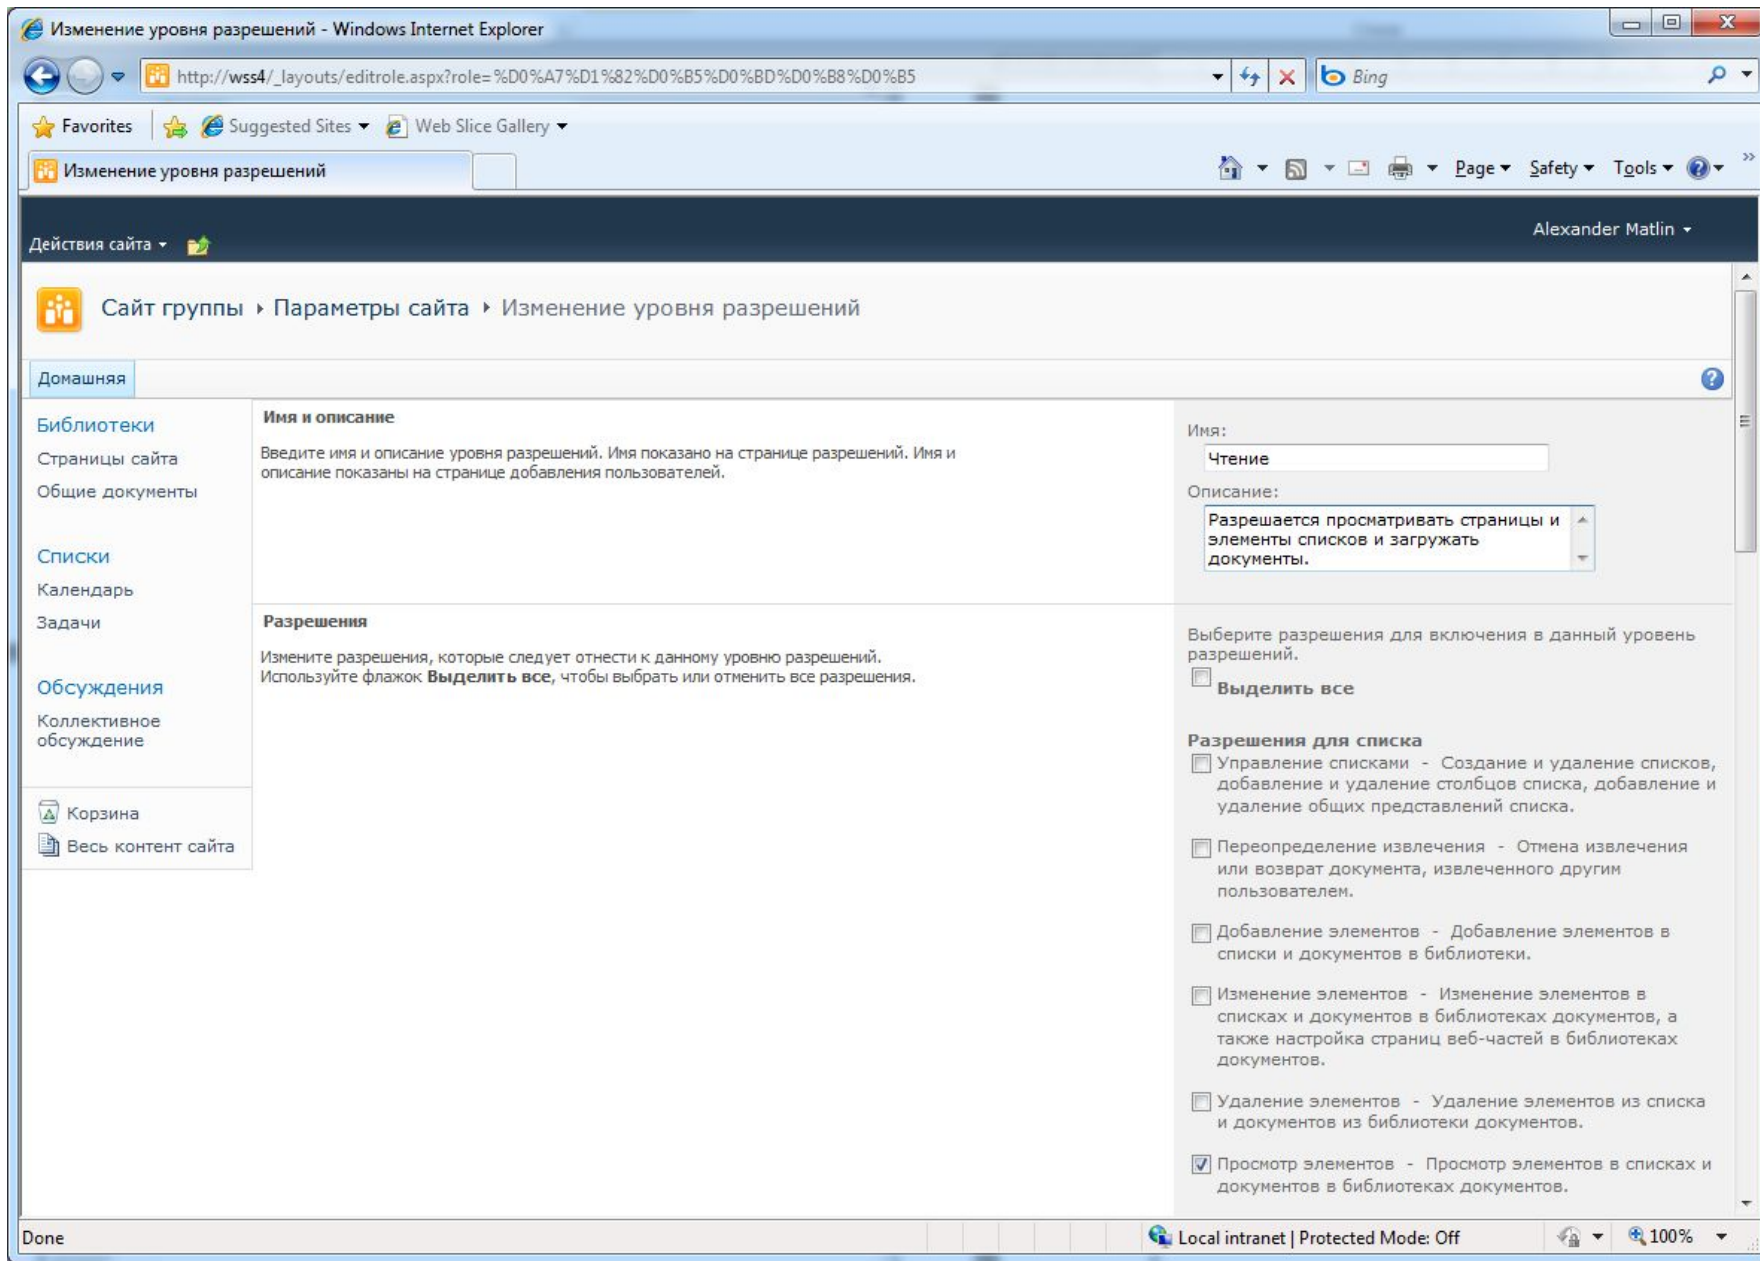 Изменение уровня разрешений - Windows Internet Explorer
http://wss4/_layouts/editrole.aspx?role=%D0%A7%D1%82%D0%B5%D0%BD%D0%B8%D0%B5
Bing
Favorites
Suggested Sites
Web Slice Gallery
Изменение уровня разрешений
Page
Safety
Tools
Действия сайта
Alexander Matlin
Сайт группы
Параметры сайта
Изменение уровня разрешений
Домашняя
Библиотеки
Страницы сайта
Общие документы
Списки
Календарь
Задачи
Обсуждения
Коллективное
обсуждение
Корзина
Весь контент сайта
Имя и описание
Введите имя и описание уровня разрешений. Имя показано на странице разрешений. Имя и
описание показаны на странице добавления пользователей.
Имя:
Чтение
Описание:
Разрешается просматривать страницы и
элементы списков и загружать
документы.
Разрешения
Измените разрешения, которые следует отнести к данному уровню разрешений.
Используйте флажок Выделить все, чтобы выбрать или отменить все разрешения.
Выберите разрешения для включения в данный уровень
разрешений.
Выделить все
Разрешения для списка
Управление списками - Создание и удаление списков,
добавление и удаление столбцов списка, добавление и
удаление общих представлений списка.
Переопределение извлечения - Отмена извлечения
или возврат документа, извлеченного другим
пользователем.
Добавление элементов - Добавление элементов в
списки и документов в библиотеки.
Изменение элементов - Изменение элементов в
списках и документов в библиотеках документов, а
также настройка страниц веб-частей в библиотеках
документов.
Удаление элементов - Удаление элементов из списка
и документов из библиотеки документов.
Просмотр элементов - Просмотр элементов в списках и
документов в библиотеках документов.
Done
Local intranet | Protected Mode: Off
100%